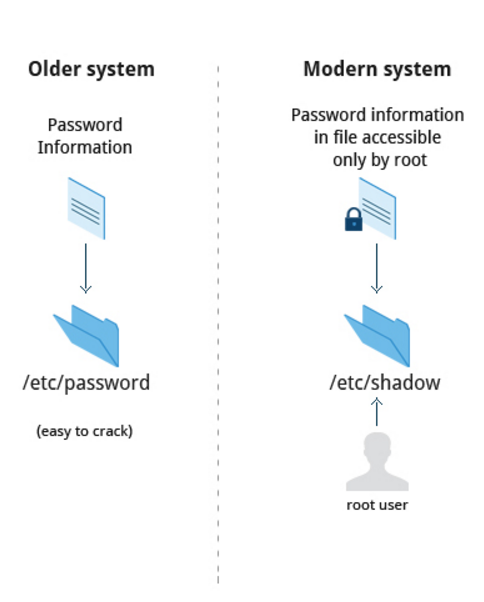 Older system
Password
Information
/etc/password
(easy to crack)
Modern system
Password information
in file accessible
only by root
/etc/shadow
root user